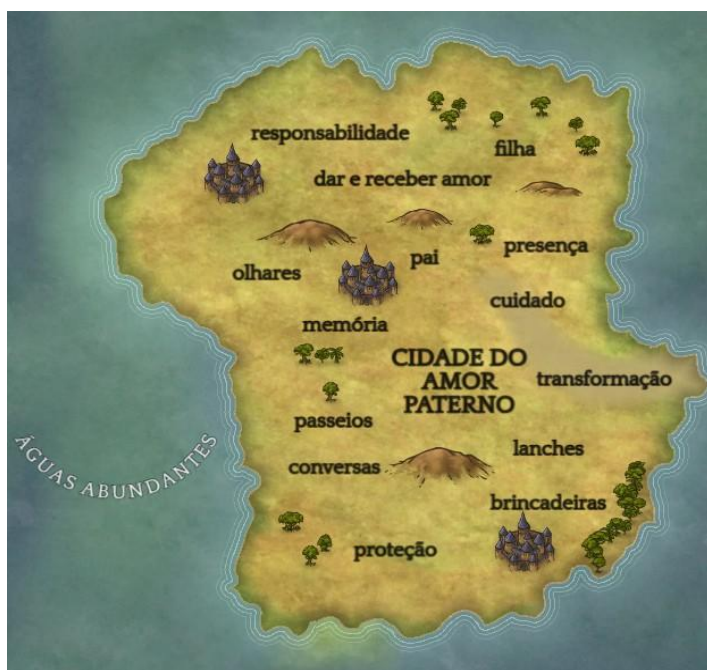 responsabilidade
filha
dar e receber amor
presença
pai
olhares
cuidado
memória
CIDADE DO
AMOR
PATERNO
transformação
passeios
lanches
conversas
ÁGUAS ABUNDANTES
brincadeiras
proteção